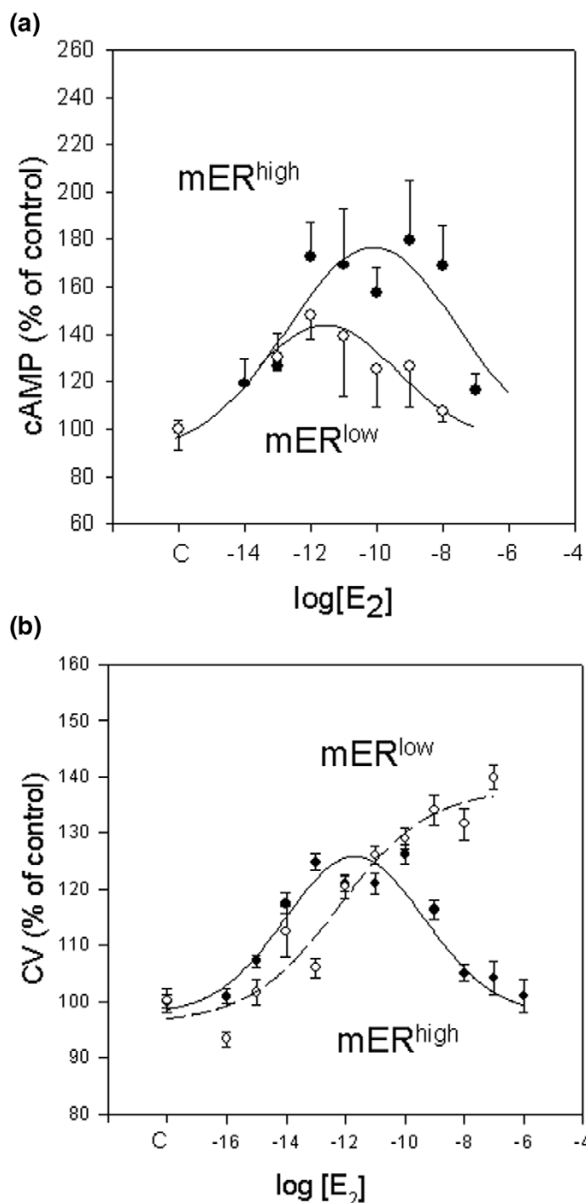 (a)
260
240
220
200
180
160
140
120
100
80
60
cAMP (% of control)
mERhigh
mERlow
C -14 -12 -10 -8 -6 -4
log[E2]
(b)
160
150
140
130
120
110
100
90
80
CV (% of control)
mERlow
mERhigh
C -16 -14 -12 -10 -8 -6 -4
log [E2]